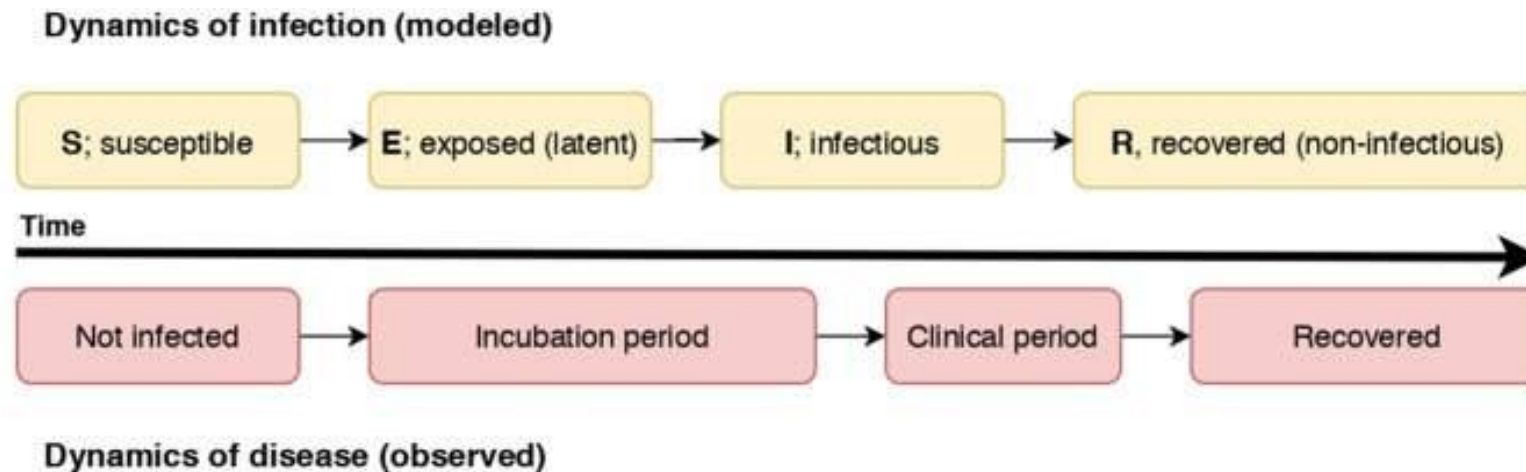 Dynamics of infection (modeled)
S; susceptible
E; exposed (latent)
I; infectious
R, recovered (non-infectious)
Time
Not infected
Incubation period
Clinical period
Recovered
Dynamics of disease (observed)